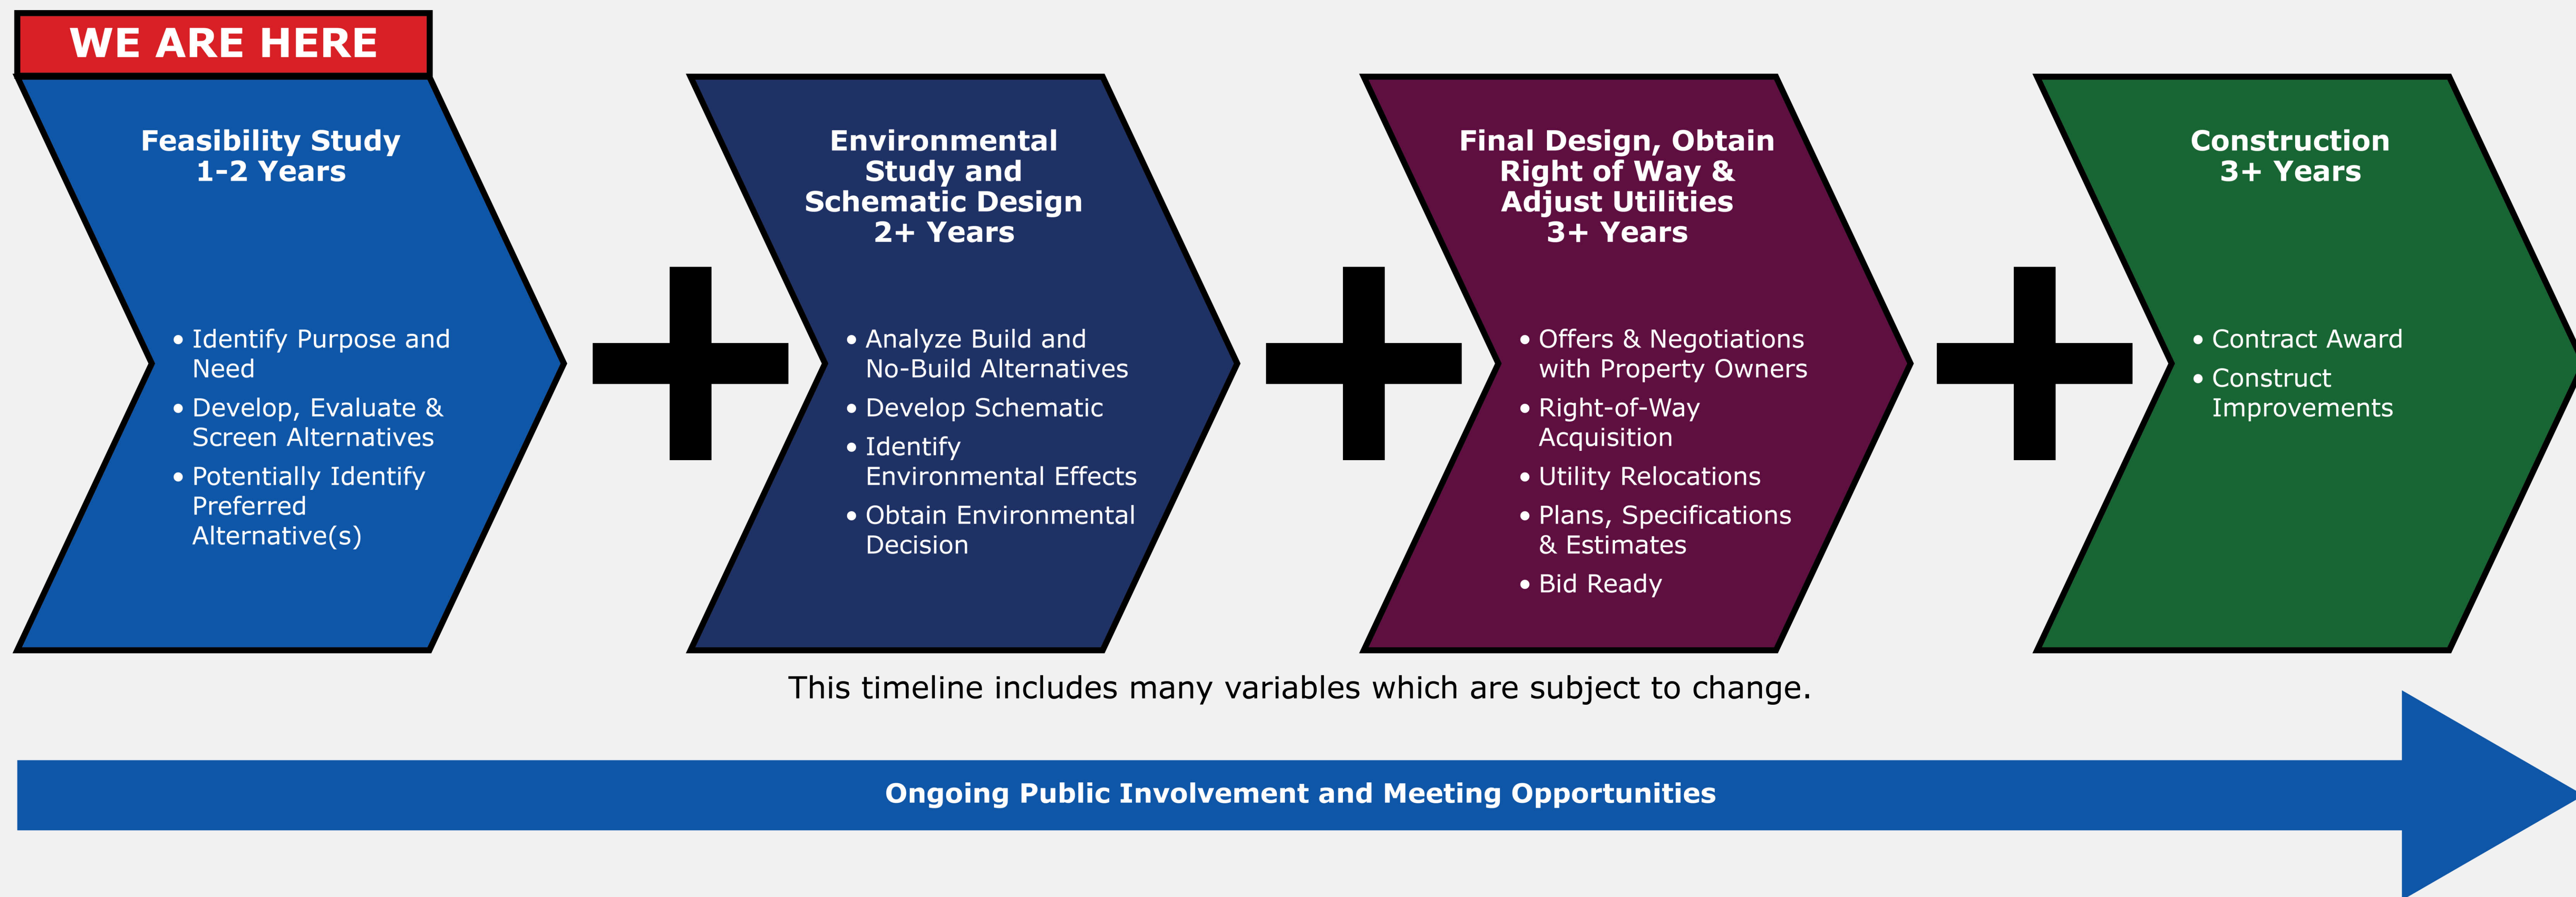 WE ARE HERE
Feasibility Study
1-2 Years
• Identify Purpose and
Need
• Develop, Evaluate &
Screen Alternatives
• Potentially Identify
Preferred
Alternative(s)
Environmental
Study and
Schematic Design
2+ Years
• Analyze Build and
No-Build Alternatives
• Develop Schematic
• Identify
Environmental Effects
• Obtain Environmental
Decision
Final Design, Obtain
Right of Way &
Adjust Utilities
3+ Years
• Offers & Negotiations
with Property Owners
• Right-of-Way
Acquisition
• Utility Relocations
• Plans, Specifications
& Estimates
• Bid Ready
Construction
3+ Years
• Contract Award
• Construct
Improvements
This timeline includes many variables which are subject to change.
Ongoing Public Involvement and Meeting Opportunities